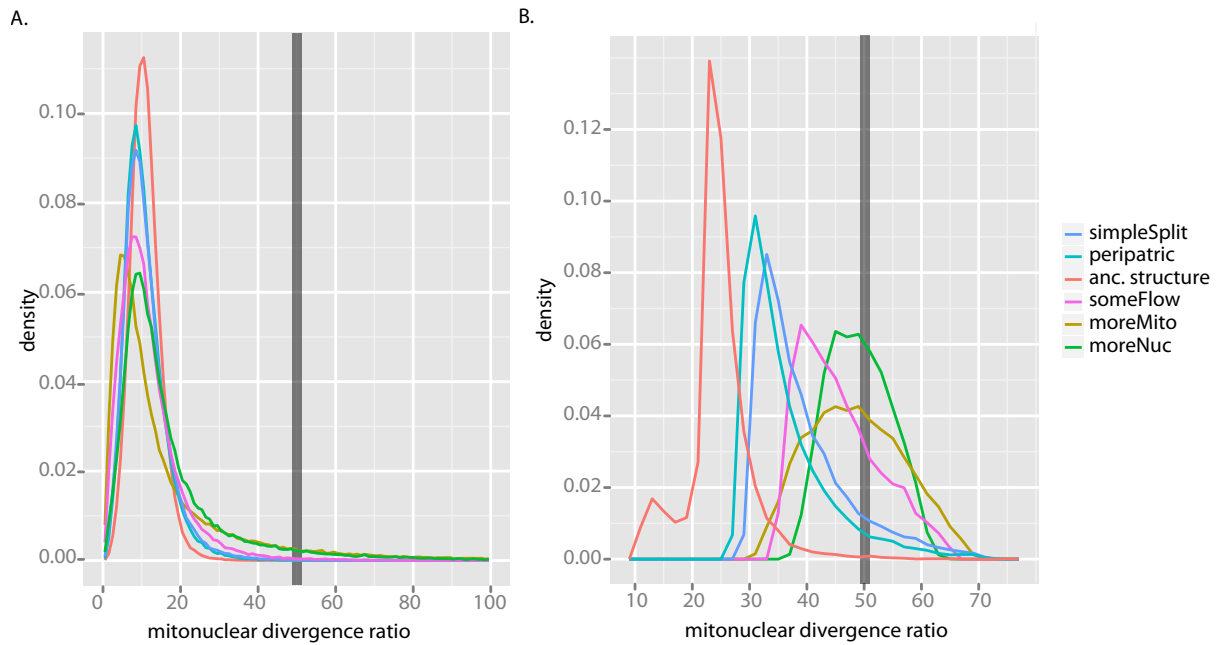 A.
0.10
0.08
0.06
0.04
0.02
0.00
density
0
20
40
60
80
100
mitonuclear divergence ratio
B.
0.12
0.10
0.08
0.06
0.04
0.02
0.00
density
10
20
30
40
50
60
70
mitonuclear divergence ratio
simpleSplit
peripatric
anc. structure
someFlow
moreMito
moreNuc